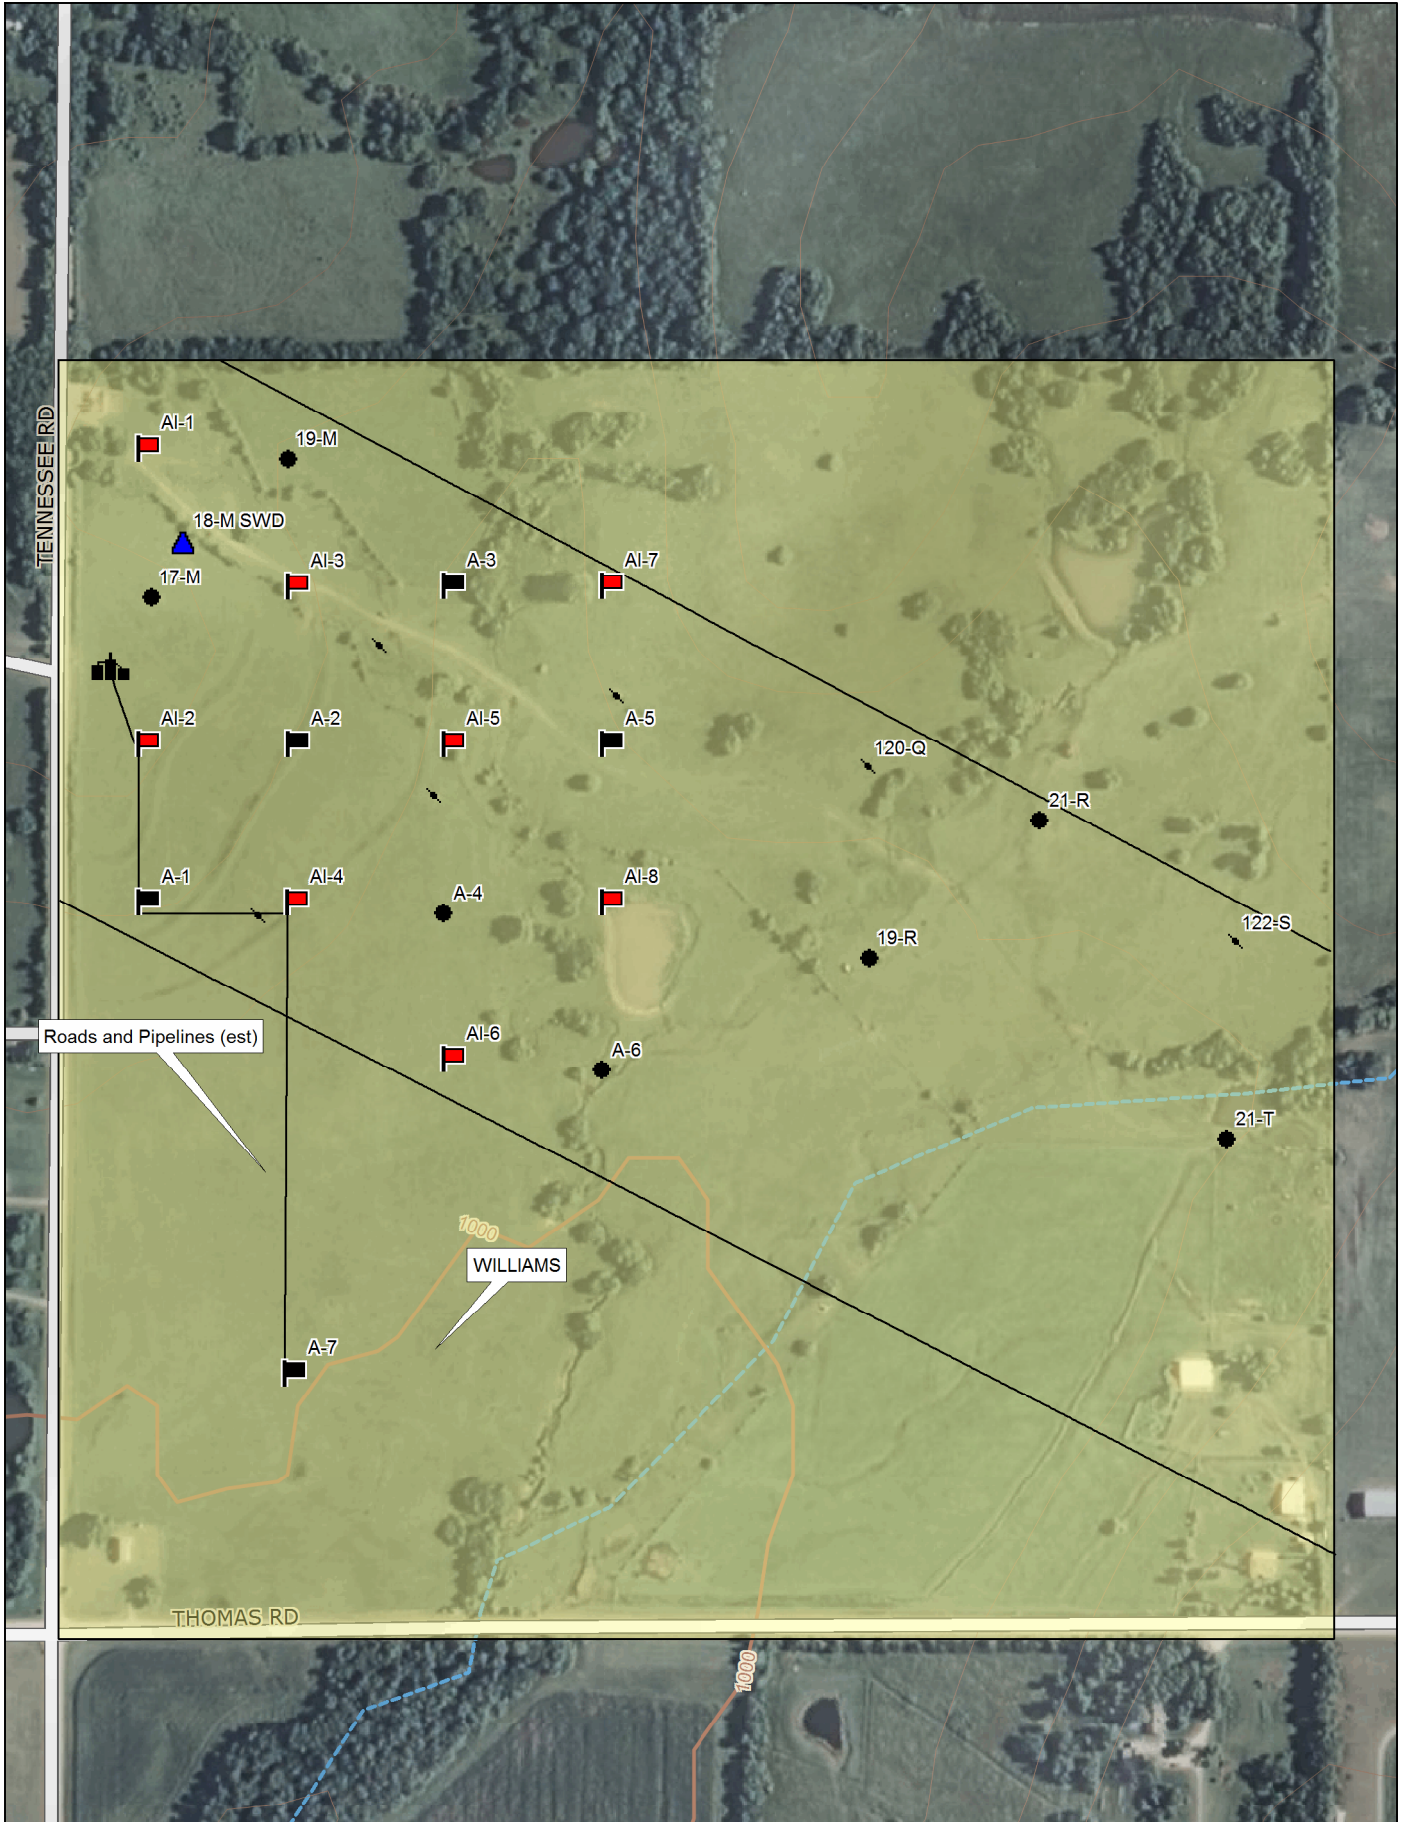 AI-1
19-M
TENNESSEE RD
18-M SWD
AI-3
A-3
AI-7
17-M
AI-2
A-2
AI-5
A-5
120-Q
21-R
A-1
AI-4
A-4
AI-8
122-S
19-R
Roads and Pipelines (est)
AI-6
A-6
21-T
1000
WILLIAMS
A-7
THOMAS RD
1000